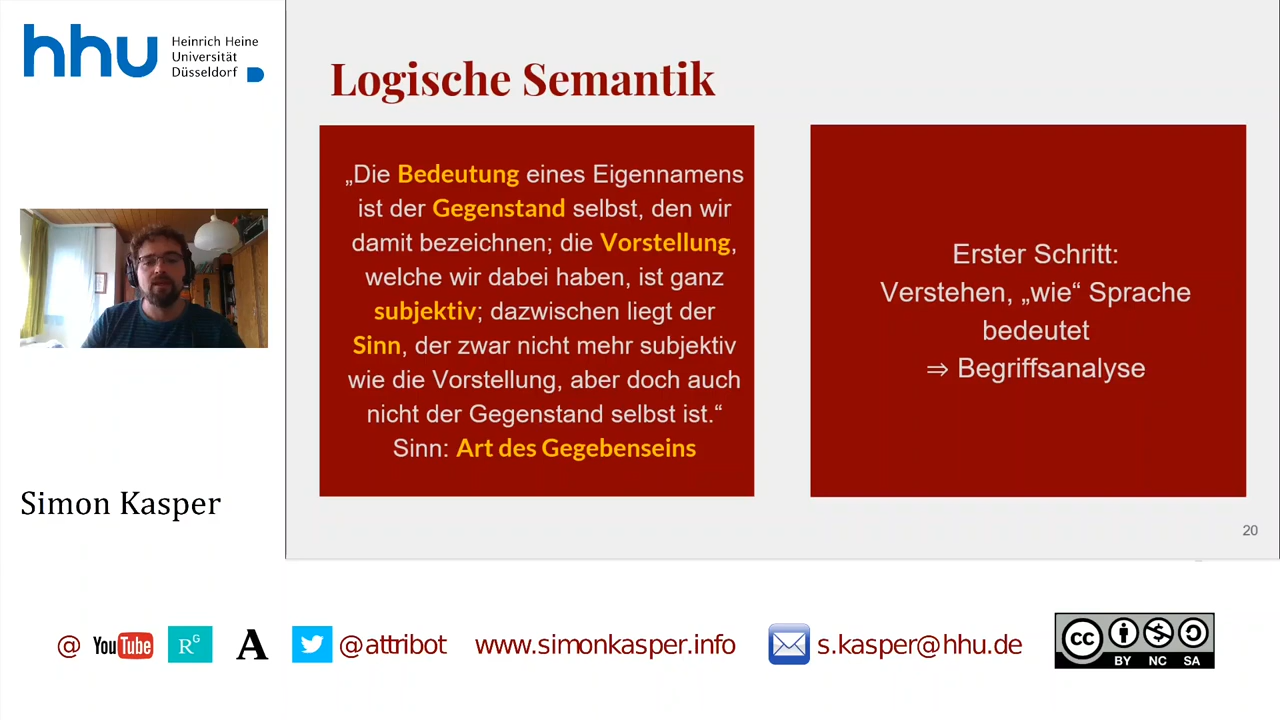 hhu
Heinrich Heine
Universität
Düsseldorf
Logische Semantik
„Die Bedeutung eines Eigennamens
ist der Gegenstand selbst, den wir
damit bezeichnen; die Vorstellung,
welche wir dabei haben, ist ganz
subjektiv; dazwischen liegt der
Sinn, der zwar nicht mehr subjektiv
wie die Vorstellung, aber doch auch
nicht der Gegenstand selbst ist.“
Sinn: Art des Gegebenseins
Erster Schritt:
Verstehen, „wie“ Sprache
bedeutet
⇒ Begriffsanalyse
20
Simon Kasper
@ YouTube RG A @attribot www.simonkasper.info s.kasper@hhu.de
cc BY NC SA